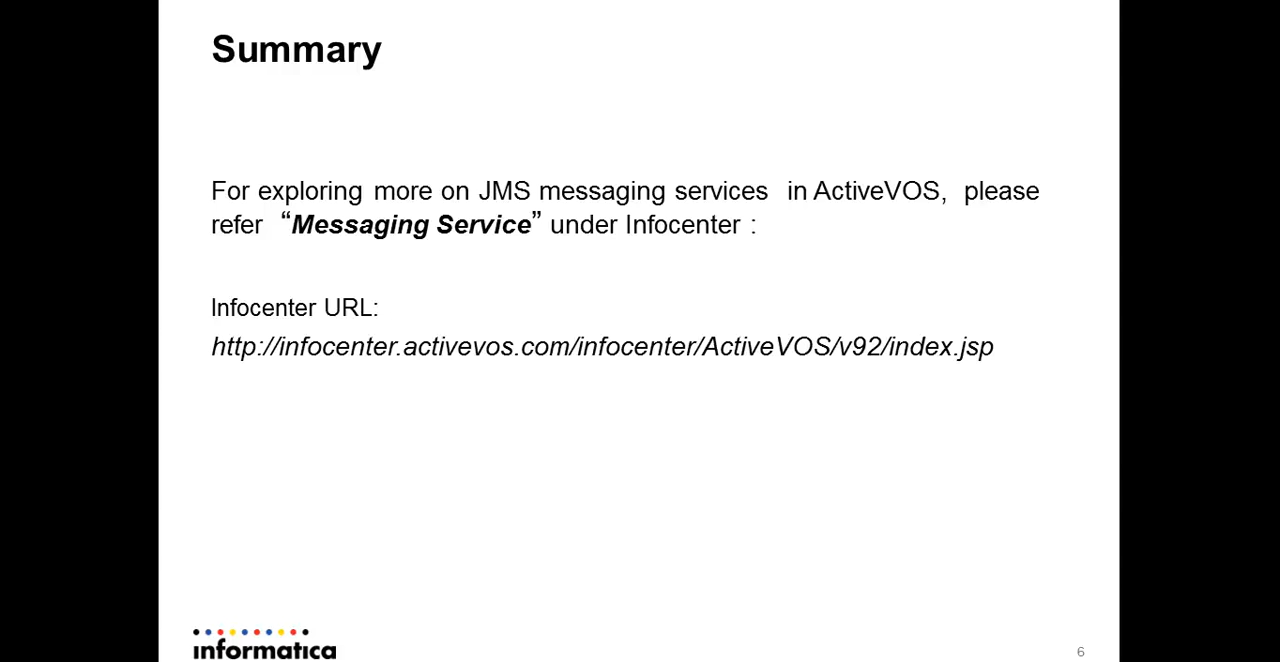 Summary
For exploring more on JMS messaging services in ActiveVOS, please
refer “Messaging Service” under Infocenter :
Infocenter URL:
http://infocenter.activevos.com/infocenter/ActiveVOS/v92/index.jsp
informatica
6